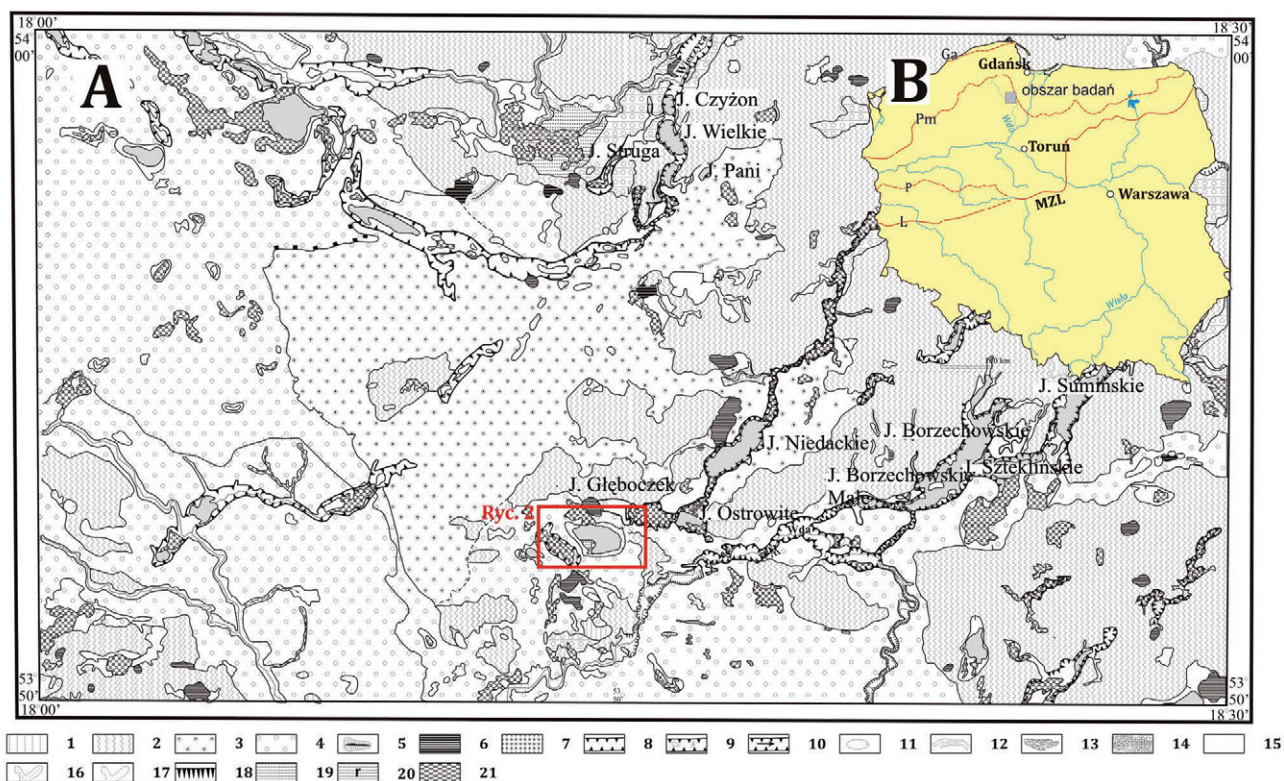 18°00’
18°30’
54
00’
54
00’
A
B
Ga
Gdańsk
obszar badań
Pm
Wda
Toruń
P
Warszawa
MZL
L
Wisła
Wierzyca
J. Czyżon
J. Wielkie
J. Struga
J. Pani
J. Sumińskie
J. Niedackie
J. Borzechowskie
J. Borzechowskie
Małe
J. Szteklińskie
J. Głęboczek
Ryc. 2
J. Ostrowite
Wda
53
50’
53
50’
18°00’
18°30’
1 2 3 4 5 6 7 8 9 10 11 12 13 14 15
16 17 18 19 r 20 21